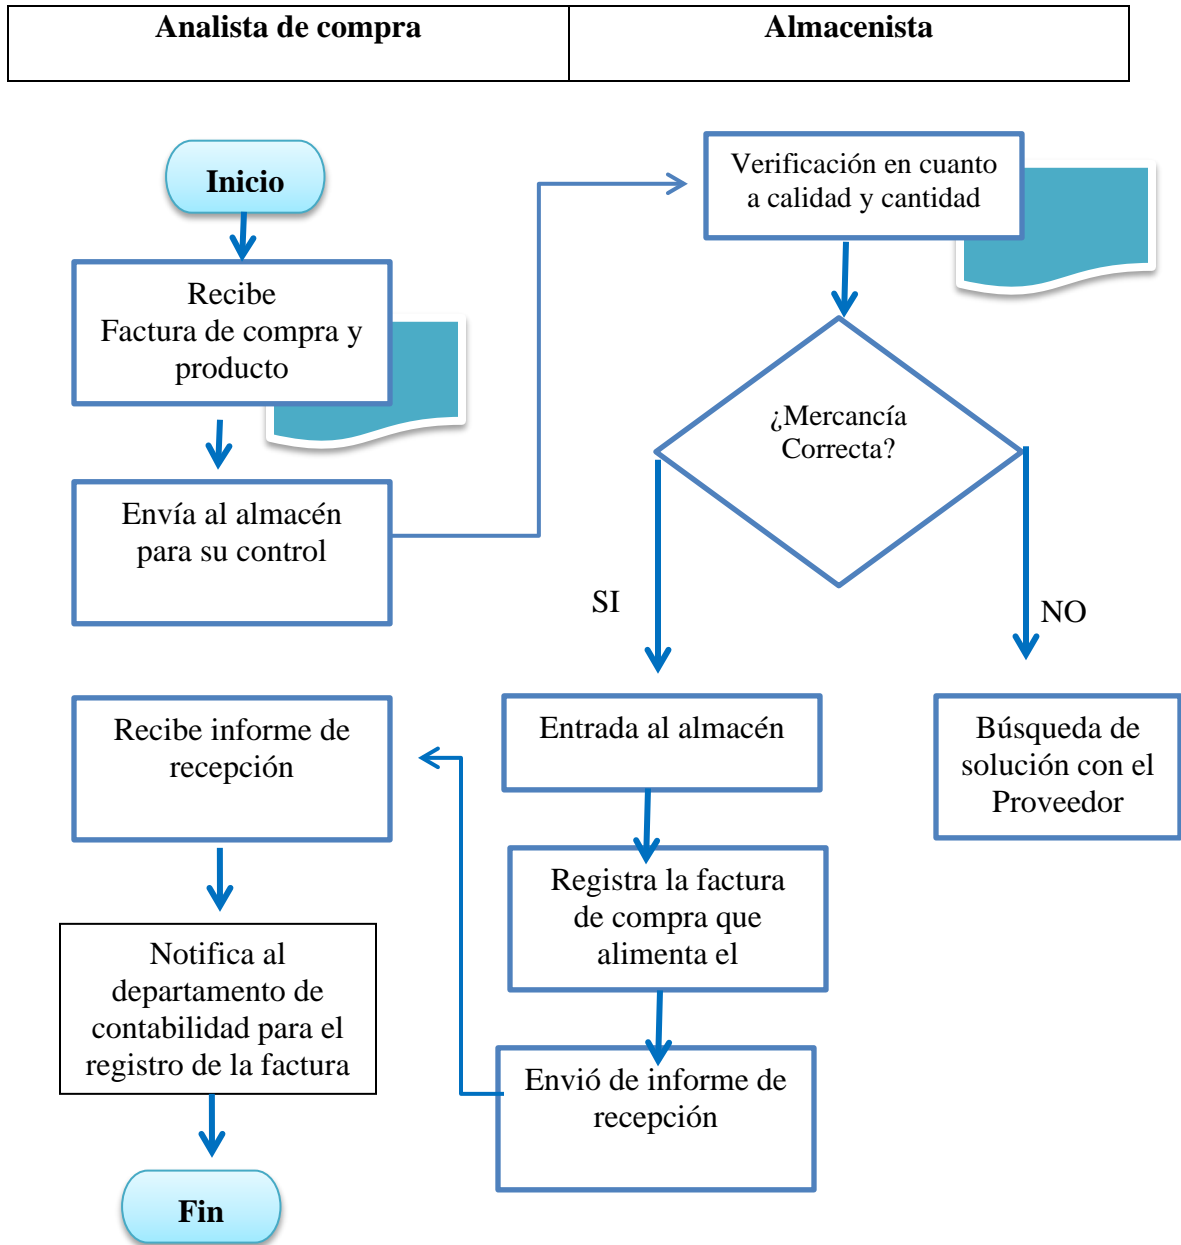 Analista de compra
Almacenista
Inicio
Recibe
Factura de compra y
producto
Envía al almacén
para su control
Verificación en cuanto
a calidad y cantidad
¿Mercancía
Correcta?
SI
NO
Entrada al almacén
Búsqueda de
solución con el
Proveedor
Registra la factura
de compra que
alimenta el
Envió de informe de
recepción
Recibe informe de
recepción
Notifica al
departamento de
contabilidad para el
registro de la factura
Fin